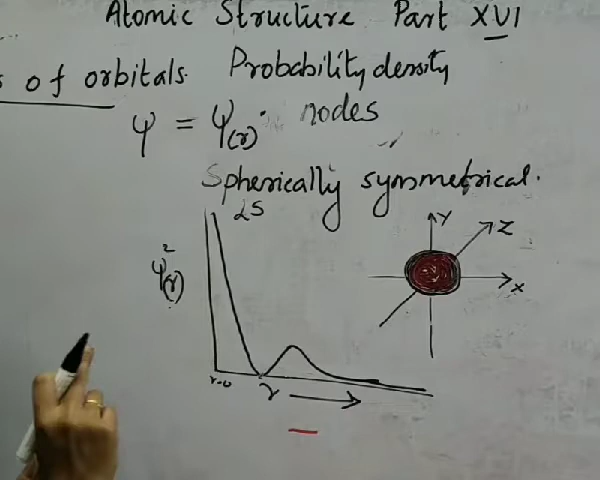 Atomic Structure Part XVI
s of orbitals. Probability density
ψ = ψ(r). nodes
Spherically symmetrical.
2S
ψ²(r)
Y
Z
X
r=0
r